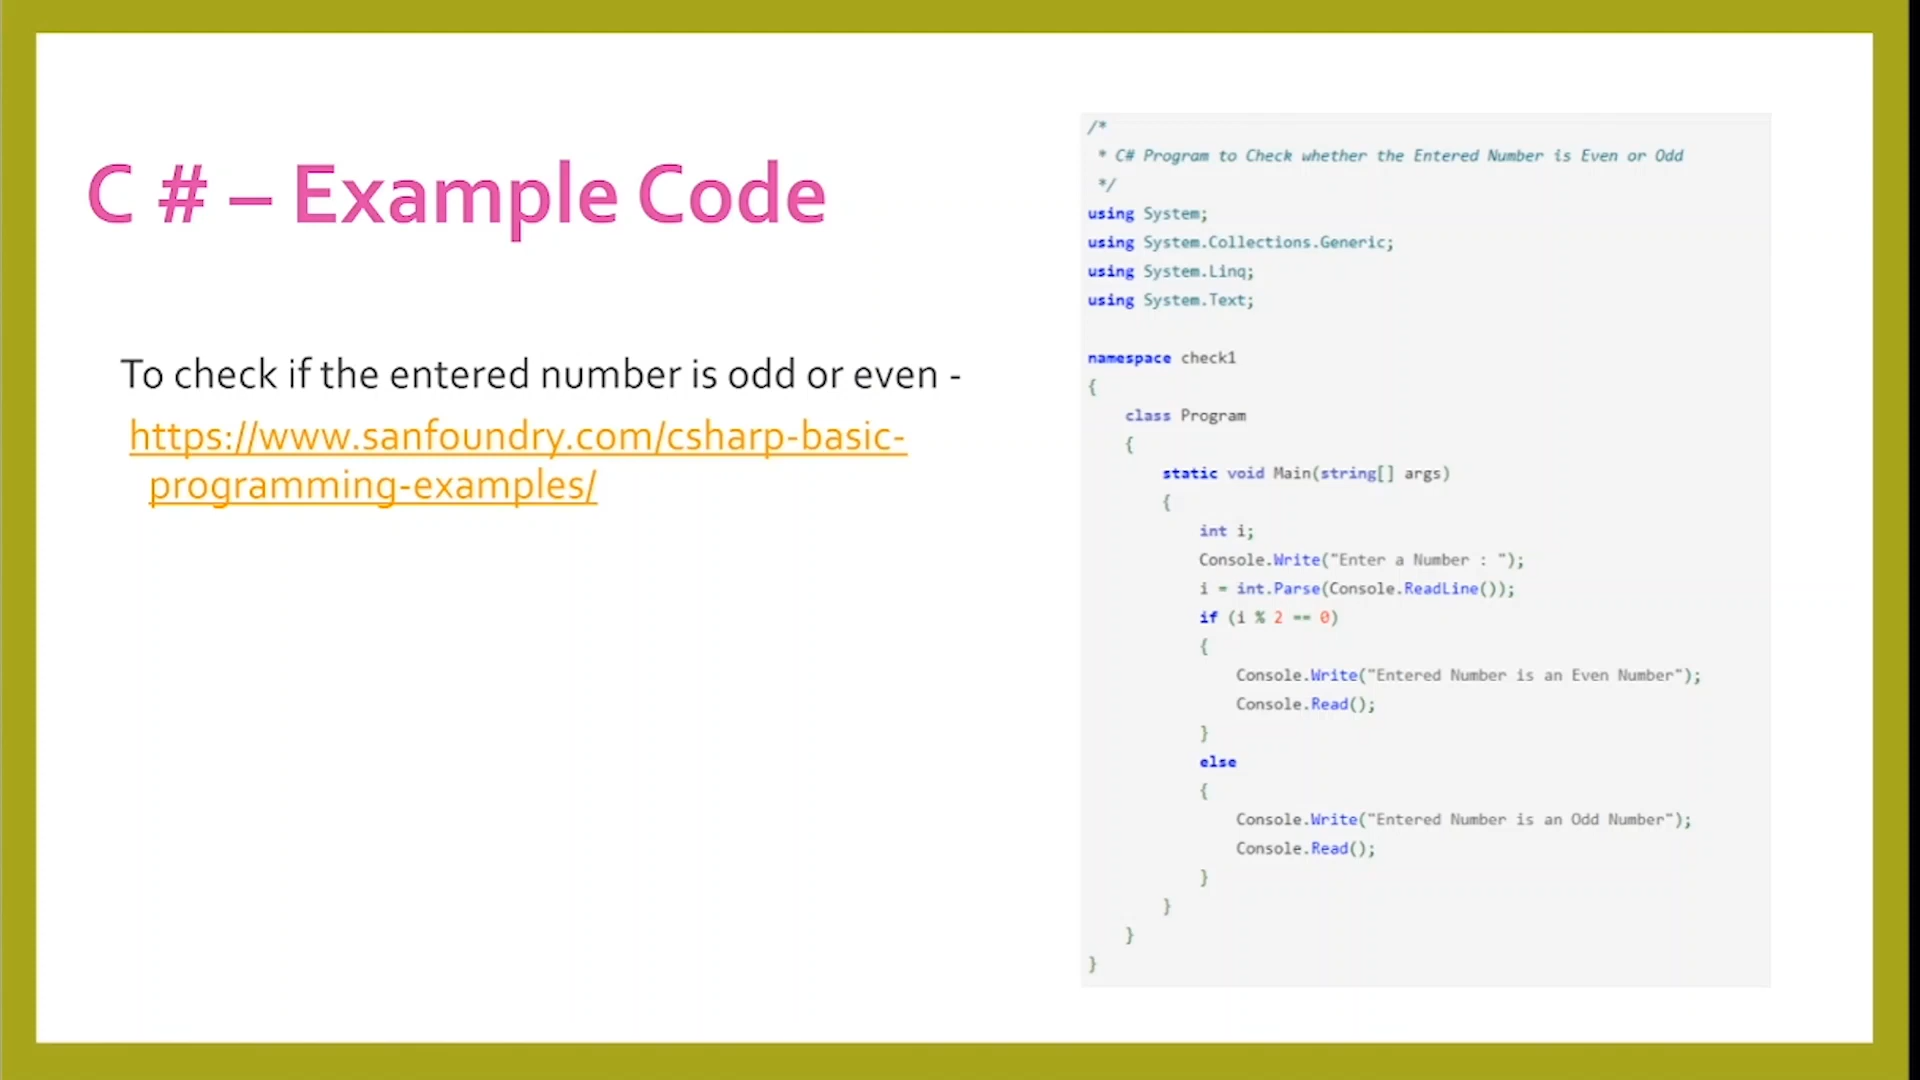 C # – Example Code
To check if the entered number is odd or even -
https://www.sanfoundry.com/csharp-basic-
programming-examples/
/*
 * C# Program to Check whether the Entered Number is Even or Odd
 */
using System;
using System.Collections.Generic;
using System.Linq;
using System.Text;
namespace check1
{
    class Program
    {
        static void Main(string[] args)
        {
            int i;
            Console.Write("Enter a Number : ");
            i = int.Parse(Console.ReadLine());
            if (i % 2 == 0)
            {
                Console.Write("Entered Number is an Even Number");
                Console.Read();
            }
            else
            {
                Console.Write("Entered Number is an Odd Number");
                Console.Read();
            }
        }
    }
}